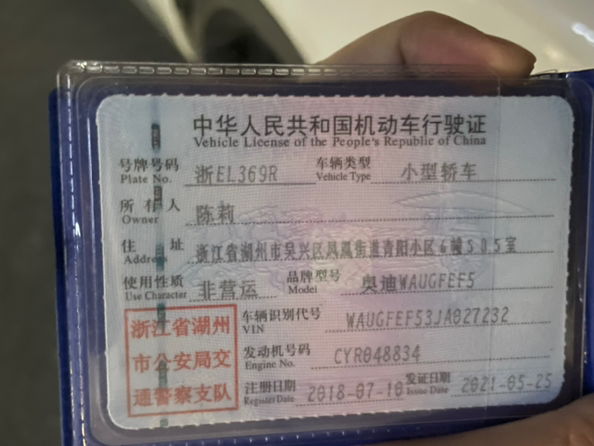 中华人民共和国机动车行驶证
Vehicle License of the People's Republic of China
号牌号码 浙EL369R 车辆类型 小型轿车
Plate No. Vehicle Type
所有人 陈莉
Owner
住址 浙江省湖州市吴兴区凤凰街道青阳小区6幢505室
Address
使用性质 非营运 品牌型号 奥迪WAUGFEF5
Use Character Model
浙江省湖州 车辆识别代号 WAUGFEF53JA027232
VIN
市公安局交 发动机号码 CYR048834
Engine No.
通警察支队 注册日期 2018-07-10 发证日期 2021-05-25
Register Date Issue Date